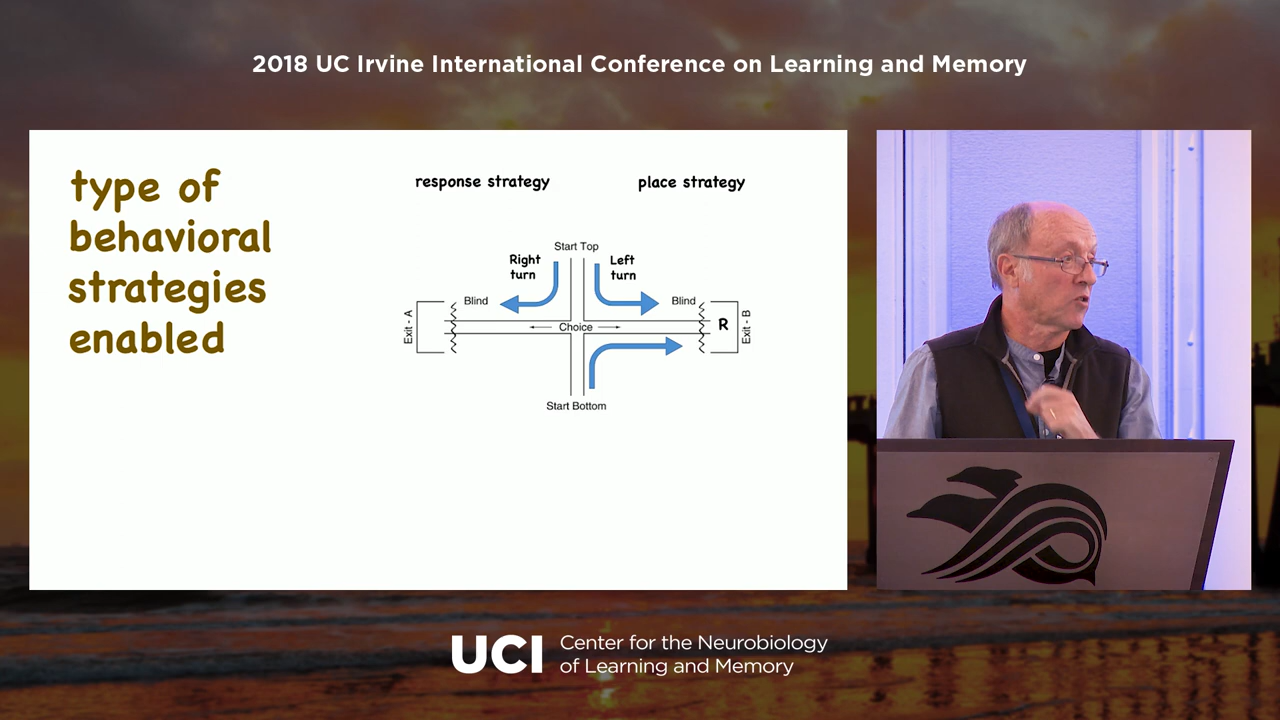 2018 UC Irvine International Conference on Learning and Memory
type of
behavioral
strategies
enabled
response strategy
place strategy
Start Top
Right
turn
Left
turn
Blind
Blind
Exit - A
Choice
R
Exit - B
Start Bottom
UCI
Center for the Neurobiology
of Learning and Memory